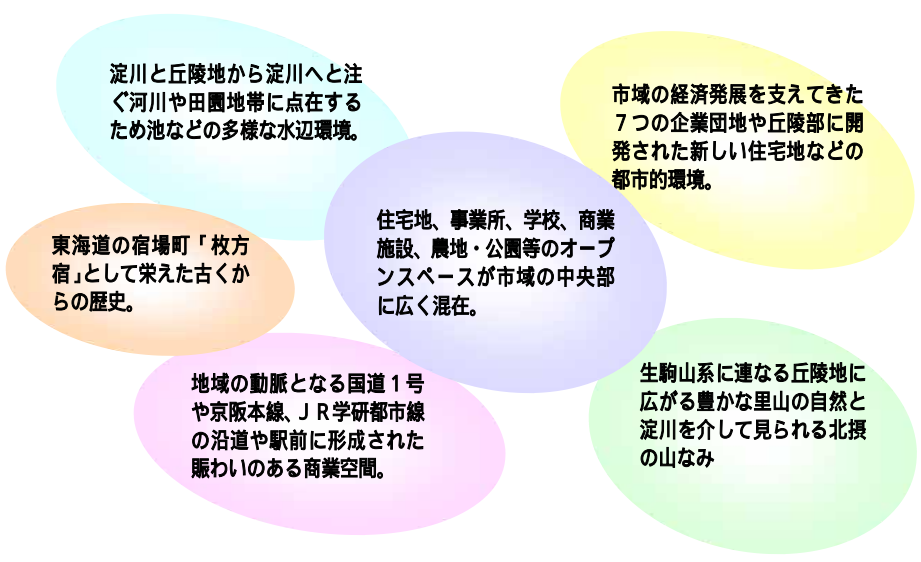 淀川と丘陵地から淀川へと注
ぐ河川や田園地帯に点在する
ため池などの多様な水辺環境。
市域の経済発展を支えてきた
７つの企業団地や丘陵部に開
発された新しい住宅地などの
都市的環境。
住宅地、事業所、学校、商業
施設、農地・公園等のオープ
ンスペースが市域の中央部
に広く混在。
東海道の宿場町「枚方
宿」として栄えた古くか
らの歴史。
地域の動脈となる国道１号
や京阪本線、ＪＲ学研都市線
の沿道や駅前に形成された
賑わいのある商業空間。
生駒山系に連なる丘陵地に
広がる豊かな里山の自然と
淀川を介して見られる北摂
の山なみ